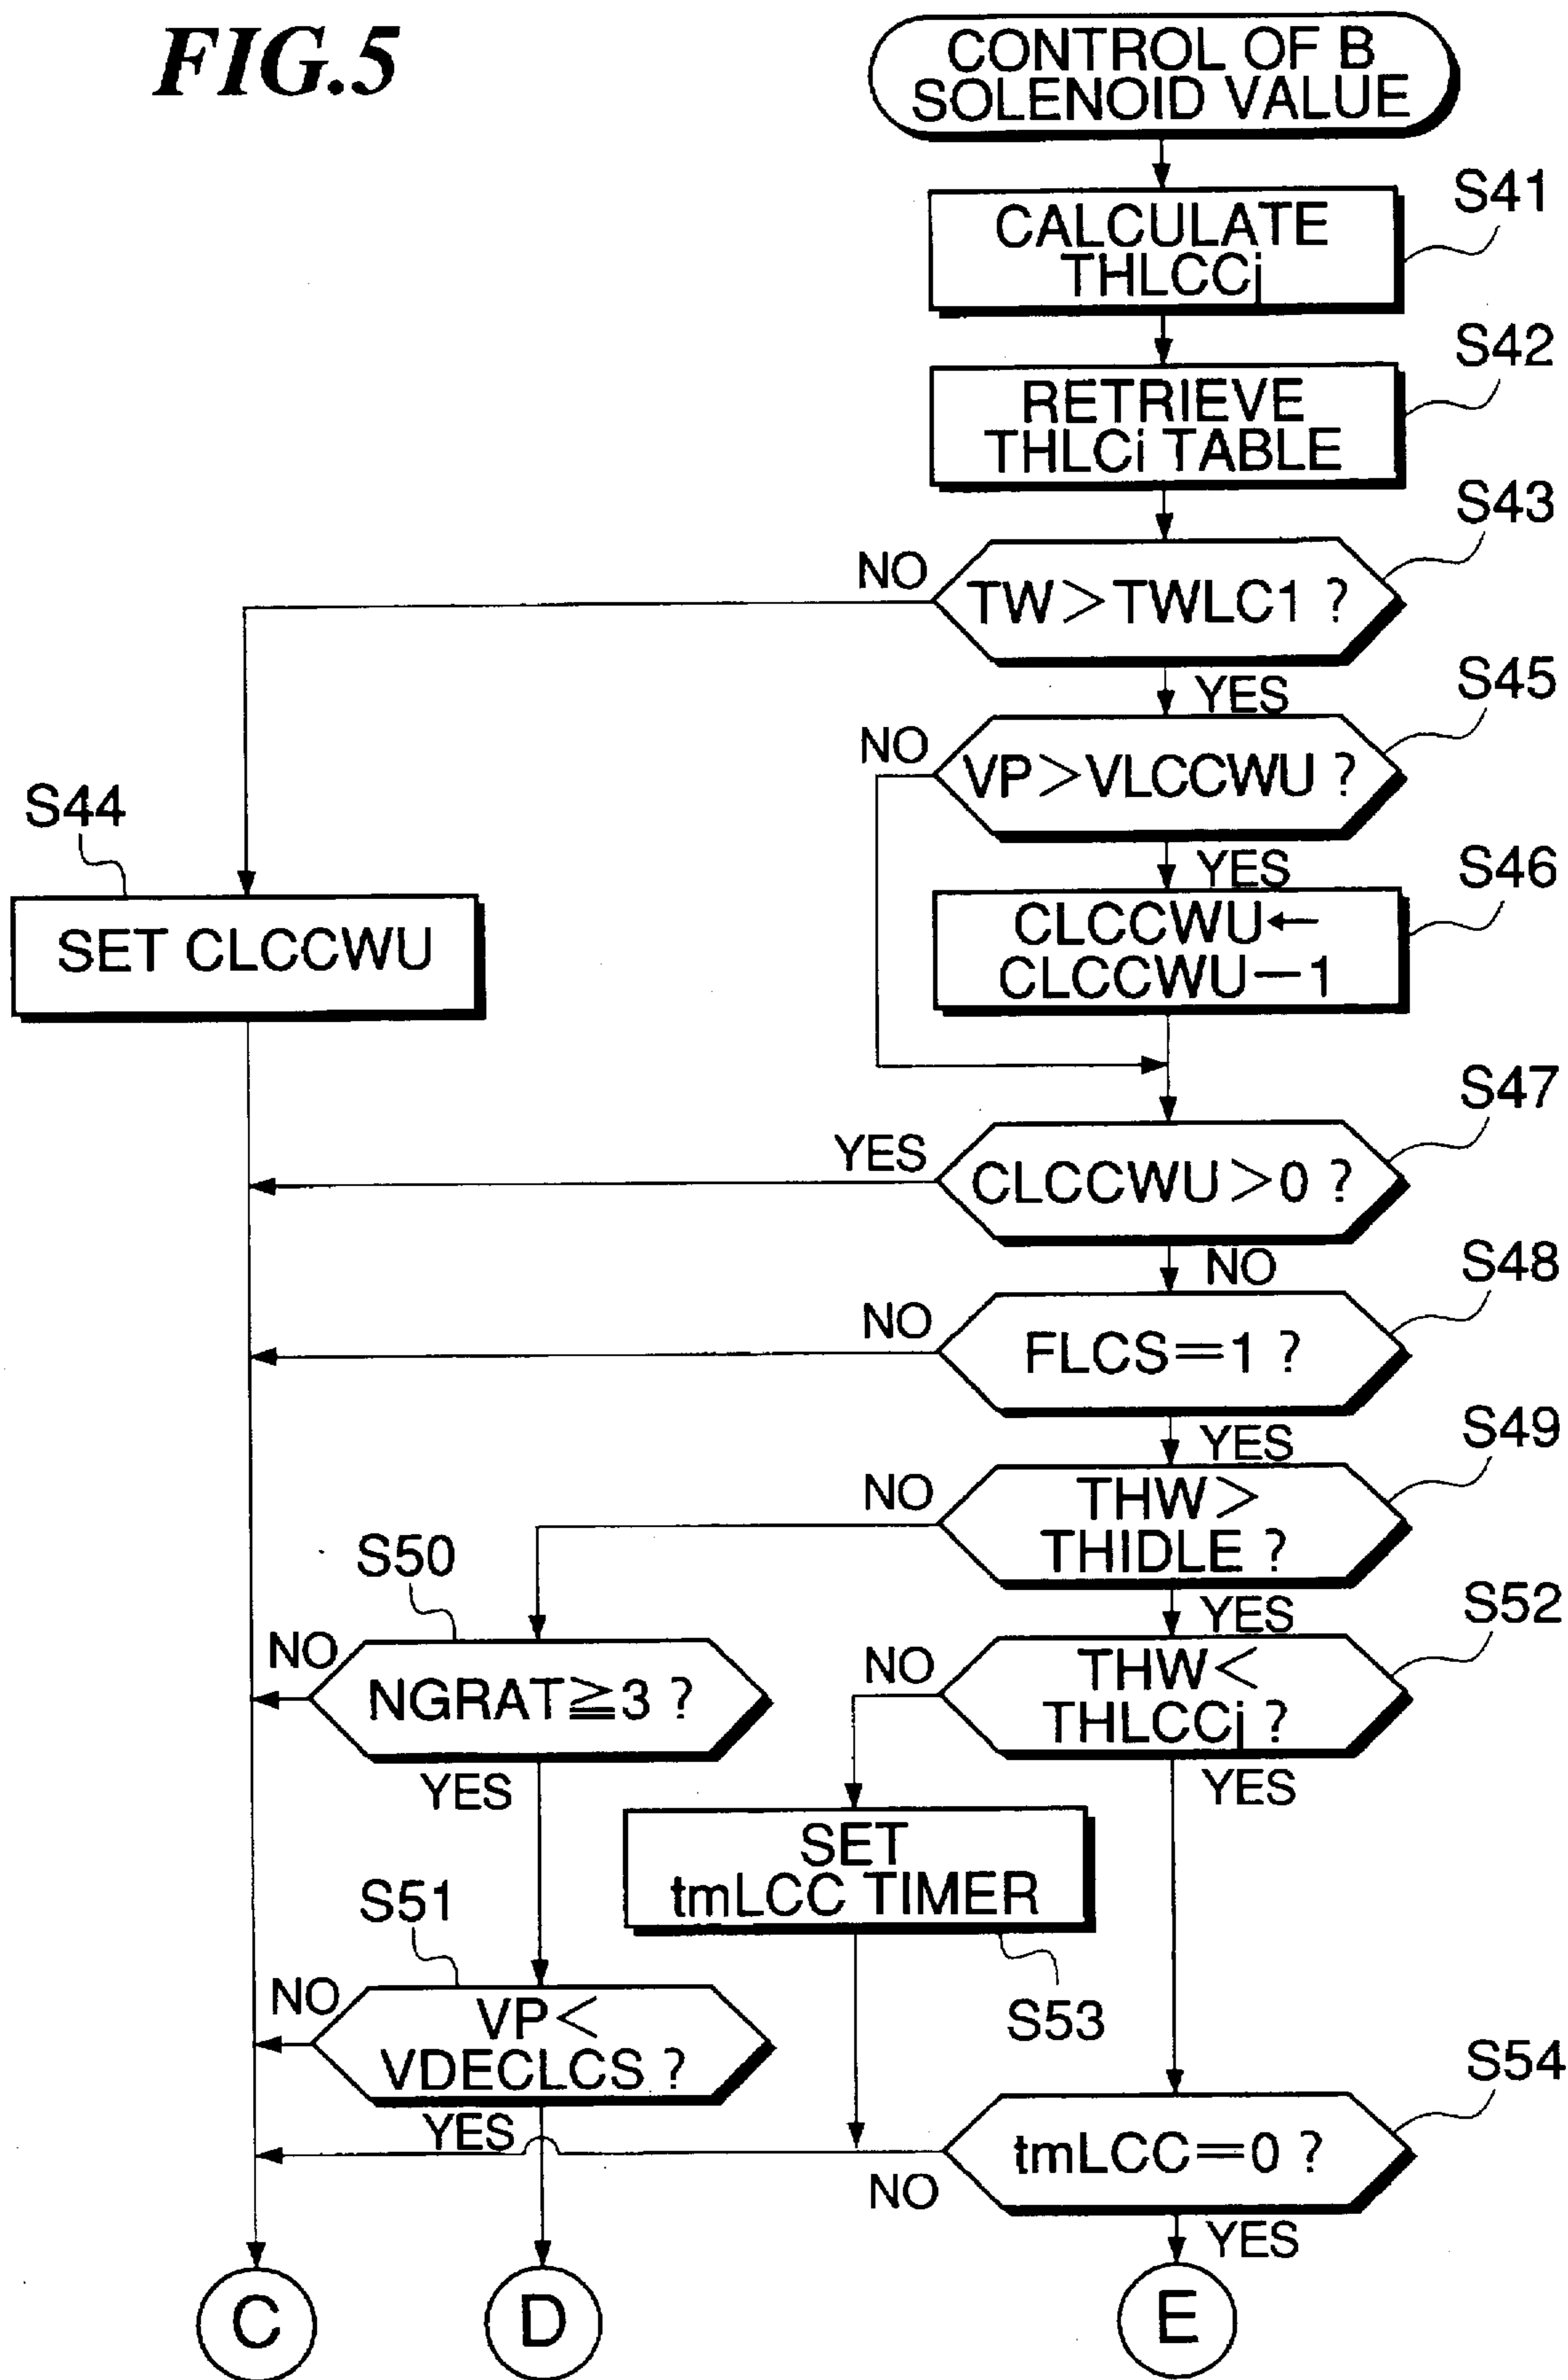 FIG.5
CONTROL OF B
SOLENOID VALUE
S41
CALCULATE
THLCCj
S42
RETRIEVE
THLCi TABLE
S43
NO
TW>TWLC1 ?
YES
S45
NO
VP>VLCCWU ?
YES
S44
SET CLCCWU
S46
CLCCWU←
CLCCWU−1
S47
YES
CLCCWU>0 ?
NO
S48
NO
FLCS=1 ?
YES
S49
NO
THW>
THIDLE ?
YES
S50
NO
NGRAT≧3 ?
YES
S52
NO
THW<
THLCCj ?
YES
SET
tmLCC TIMER
S53
S51
NO
VP<
VDECLCS ?
YES
S54
tmLCC=0 ?
NO
YES
C
D
E